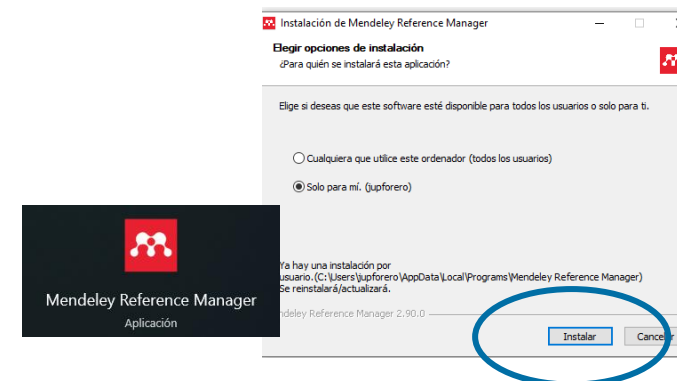 Instalación de Mendeley Reference Manager
Elegir opciones de instalación
¿Para quién se instalará esta aplicación?
Elige si deseas que este software esté disponible para todos los usuarios o solo para ti.
Cualquiera que utilice este ordenador (todos los usuarios)
Solo para mí. (jupforero)
Ya hay una instalación por
usuario.(C:\Users\jupforero\AppData\Local\Programs\Mendeley Reference Manager)
Se reinstalará/actualizará.
ndeley Reference Manager 2.90.0
Instalar
Cancelar
Mendeley Reference Manager
Aplicación